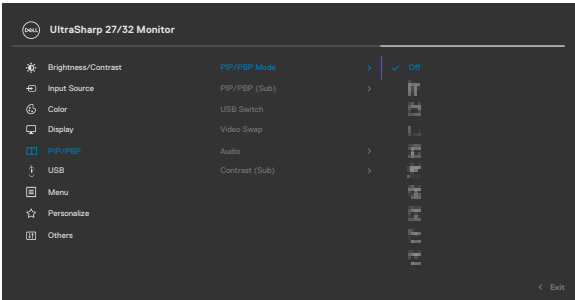 DELL UltraSharp 27/32 Monitor
Brightness/Contrast PIP/PBP Mode > ✓ Off
Input Source PIP/PBP (Sub) >
Color USB Switch
Display Video Swap
PIP/PBP Audio >
USB Contrast (Sub) >
Menu
Personalize
Others
< Exit